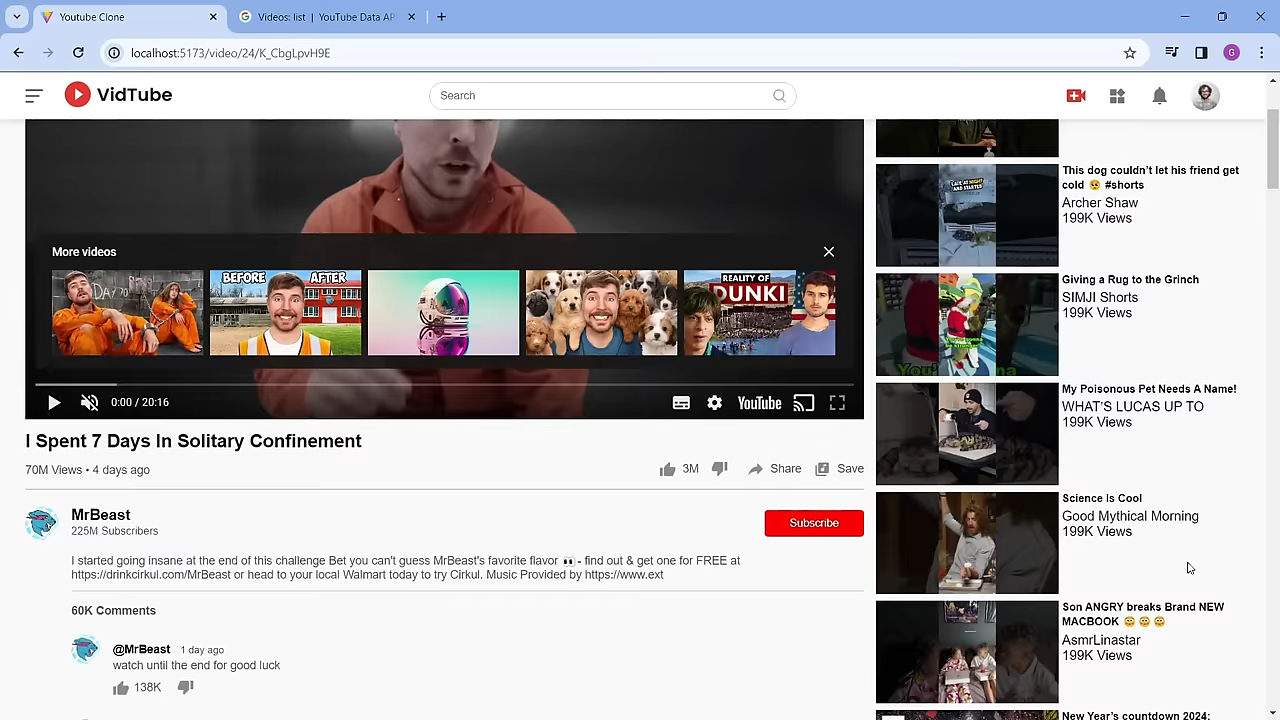 Youtube Clone
Videos: list | YouTube Data API
localhost:5173/video/24/K_CbgLpvH9E
G
VidTube
Search
More videos
DAY 70
BEFORE
REALITY OF
DUNKI
0:00 / 20:16
YouTube
I Spent 7 Days In Solitary Confinement
70M Views • 4 days ago
3M
Share
Save
MrBeast
225M Subscribers
Subscribe
I started going insane at the end of this challenge Bet you can't guess MrBeast's favorite flavor 👀- find out & get one for FREE at
https://drinkcirkul.com/MrBeast or head to your local Walmart today to try Cirkul. Music Provided by https://www.ext
60K Comments
@MrBeast 1 day ago
watch until the end for good luck
138K
LATE AT NIGHT
AND STARTED
This dog couldn't let his friend get
cold 🥺 #shorts
Archer Shaw
199K Views
Giving a Rug to the Grinch
SIMJI Shorts
199K Views
My Poisonous Pet Needs A Name!
WHAT'S LUCAS UP TO
199K Views
Science Is Cool
Good Mythical Morning
199K Views
Son ANGRY breaks Brand NEW
MACBOOK 😳 😳 😳
AsmrLinastar
199K Views
New Year's countdown 2024: